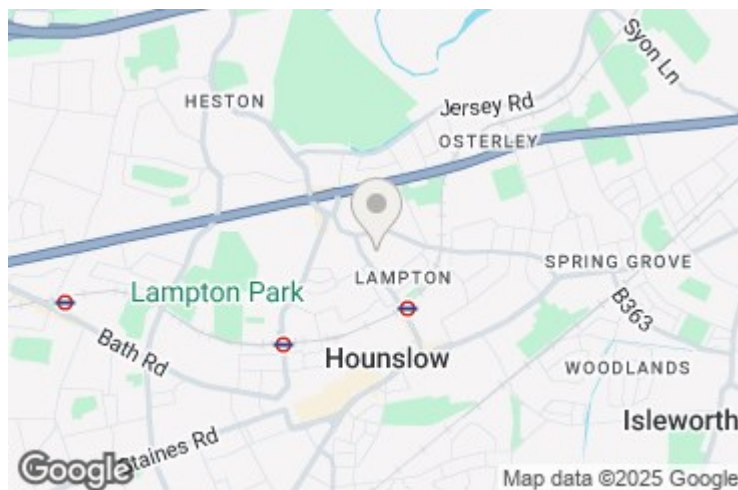 Syon Ln
HESTON
Jersey Rd
OSTERLEY
SPRING GROVE
LAMPTON
Lampton Park
B363
Bath Rd
Hounslow
WOODLANDS
Isleworth
Staines Rd
Google
Map data ©2025 Google